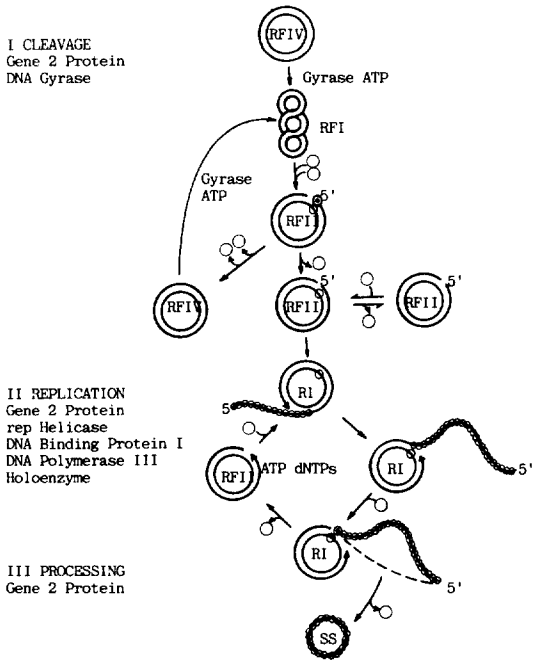 RFIV
I CLEAVAGE
Gene 2 Protein
DNA Gyrase
Gyrase ATP
RFI
Gyrase
ATP
5'
RFII
5'
5'
RFIV
RFII
RFII
RI
5'
II REPLICATION
Gene 2 Protein
rep Helicase
DNA Binding Protein I
DNA Polymerase III
Holoenzyme
RFII
ATP dNTPs
RI
5'
RI
III PROCESSING
Gene 2 Protein
5'
SS